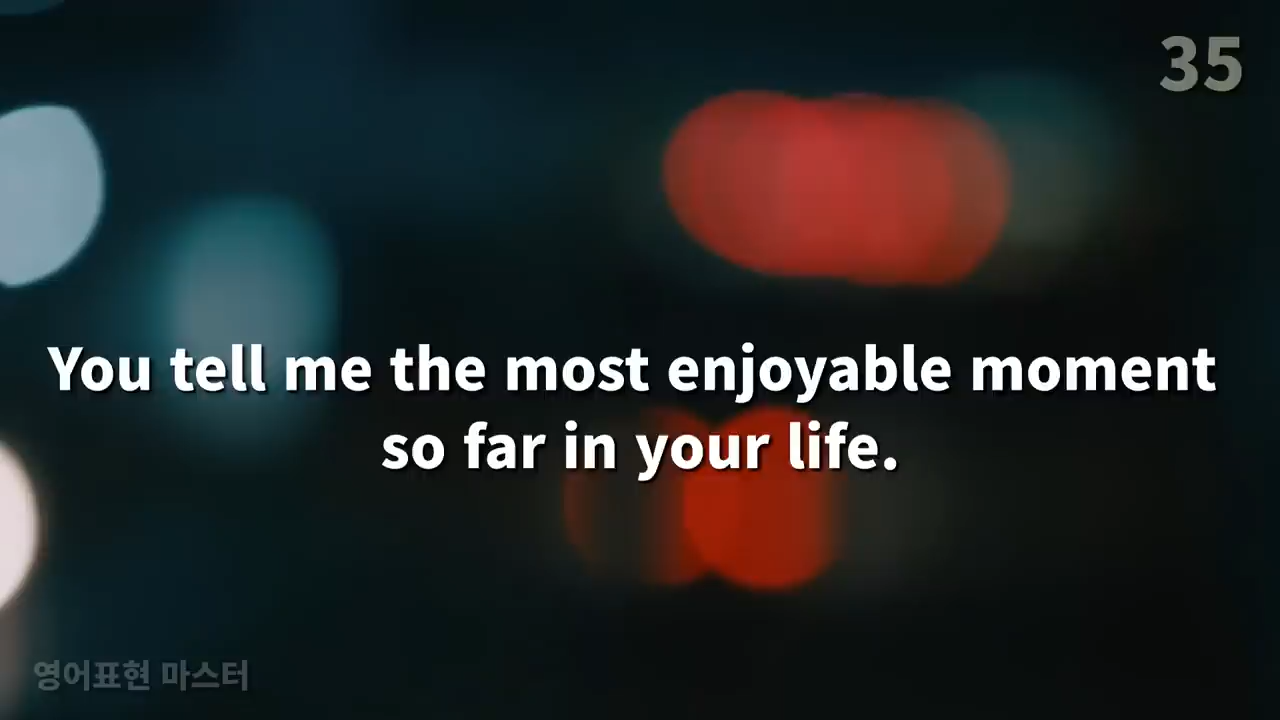 35
You tell me the most enjoyable moment
so far in your life.
영어표현 마스터